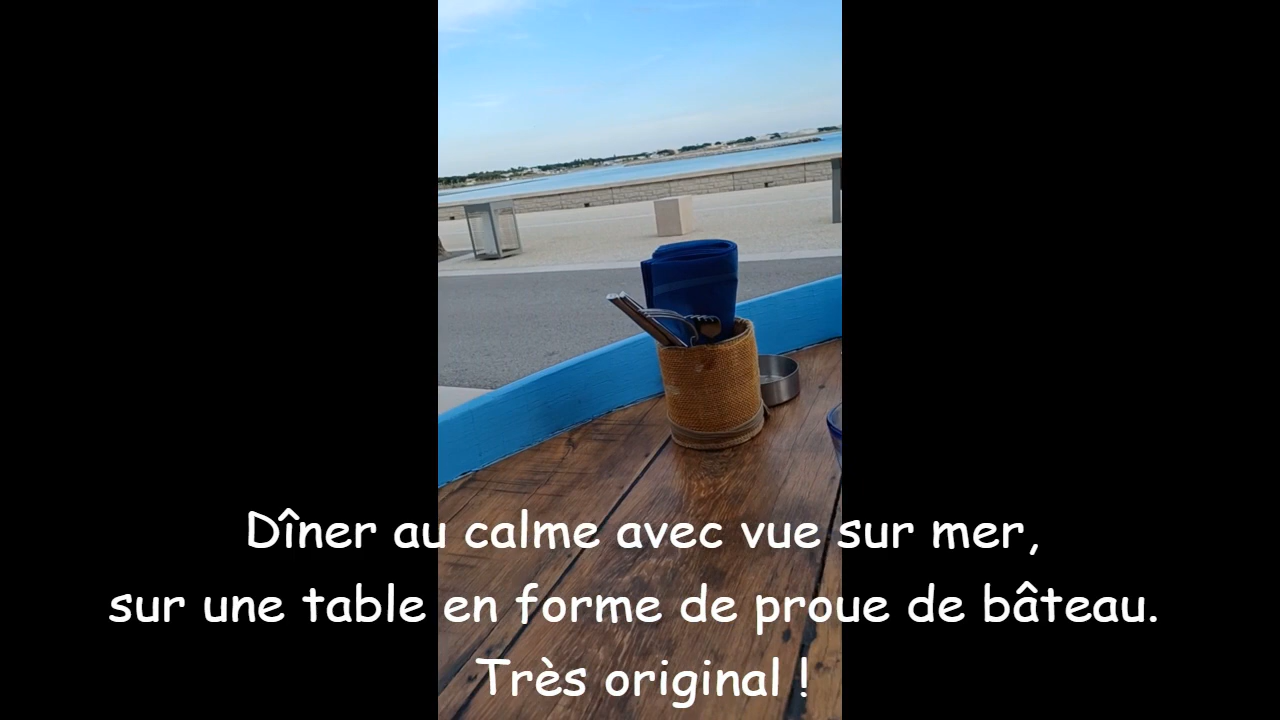 Dîner au calme avec vue sur mer,
sur une table en forme de proue de bâteau.
Très original !